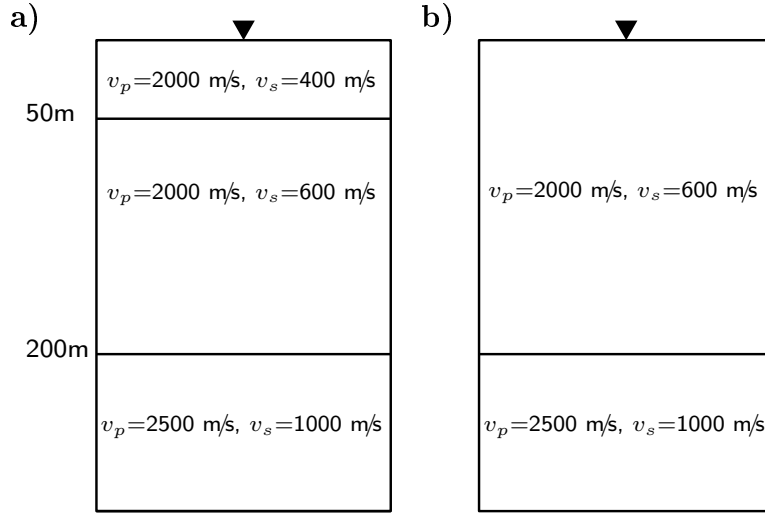 a)
b)
v_p=2000 m/s, v_s=400 m/s
50m
v_p=2000 m/s, v_s=600 m/s
v_p=2000 m/s, v_s=600 m/s
200m
v_p=2500 m/s, v_s=1000 m/s
v_p=2500 m/s, v_s=1000 m/s